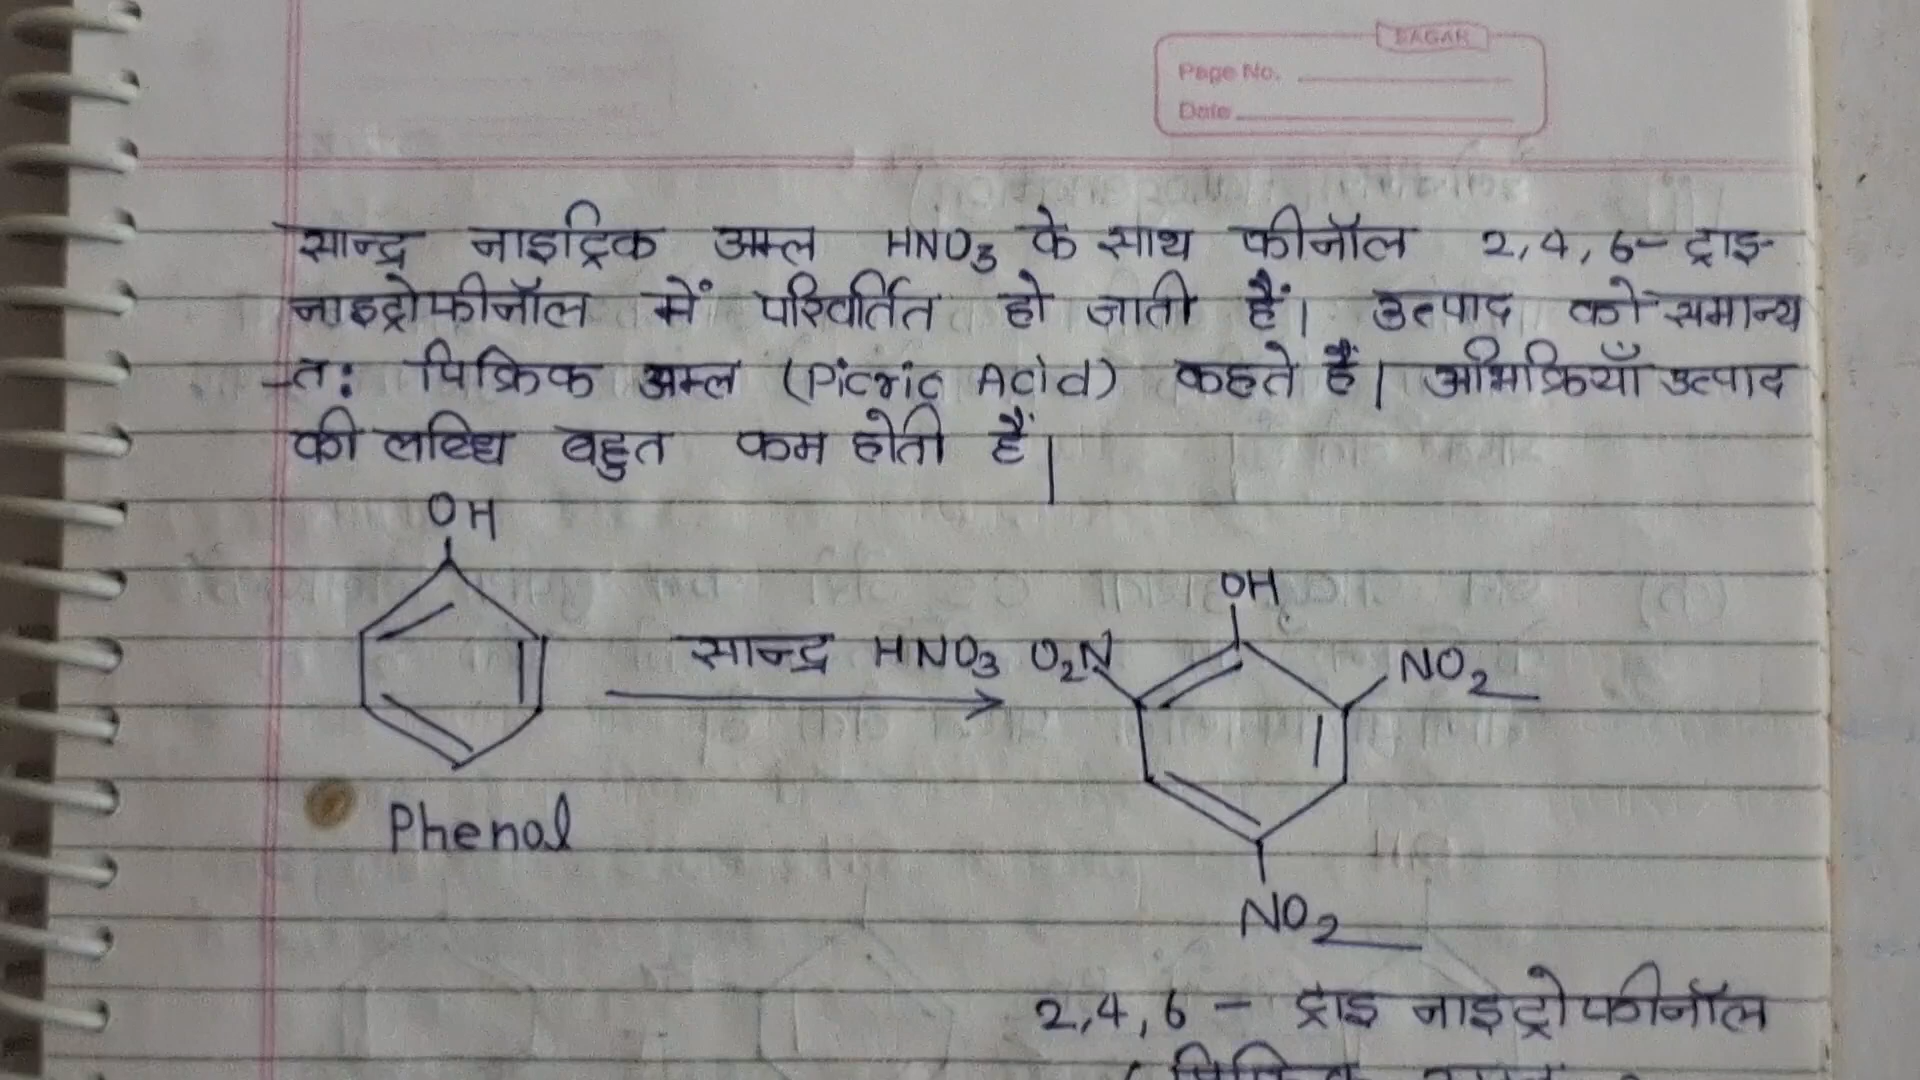 SAGAR
Page No.
Date
सान्द्र नाइट्रिक अम्ल HNO3 के साथ फीनॉल 2,4,6- ट्राइ-
नाइट्रोफीनॉल में परिवर्तित हो जाती हैं। उत्पाद को समान्य
-त: पिक्रिक अम्ल (Picric Acid) कहते हैं। अभिक्रियाँ उत्पाद
की लब्धि बहुत कम होती हैं।
OH
OH
सान्द्र HNO3
O2N
NO2
Phenol
NO2
2,4,6- ट्राइ नाइट्रो फीनॉल